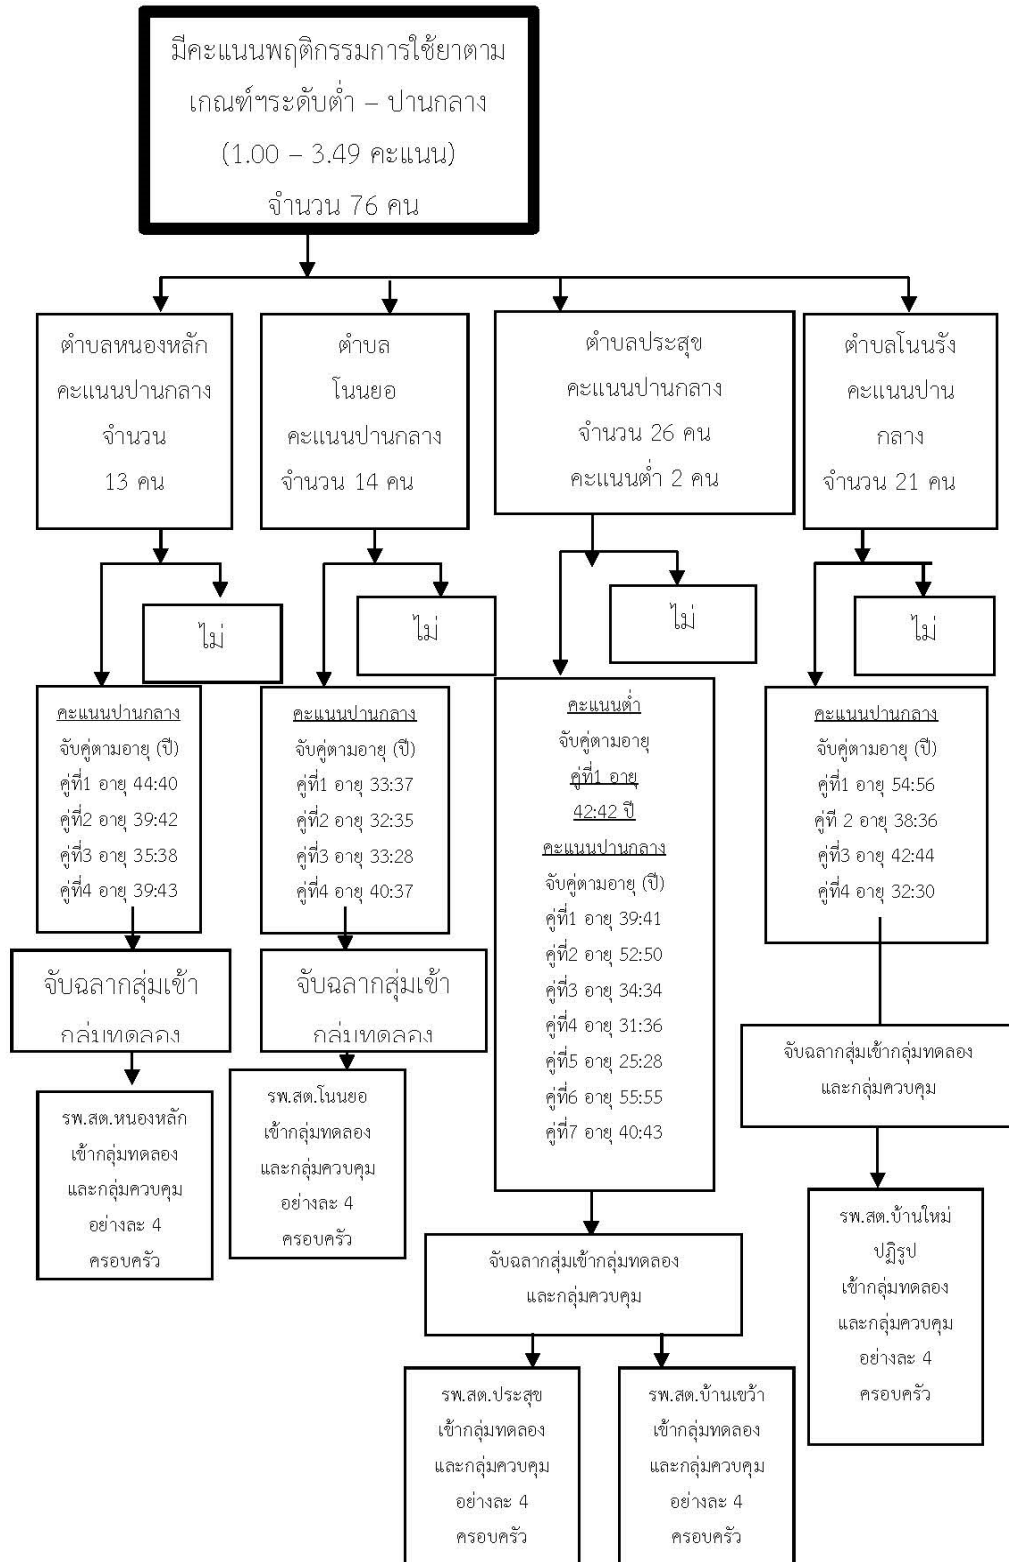 มีคะแนนพฤติกรรมการใช้ยาตาม
เกณฑ์ฯระดับต่ำ – ปานกลาง
(1.00 – 3.49 คะแนน)
จำนวน 76 คน
ตำบลหนองหลัก
คะแนนปานกลาง
จำนวน
13 คน
ตำบล
โนนยอ
คะแนนปานกลาง
จำนวน 14 คน
ตำบลประสุข
คะแนนปานกลาง
จำนวน 26 คน
คะแนนต่ำ 2 คน
ตำบลโนนรัง
คะแนนปาน
กลาง
จำนวน 21 คน
ไม่
ไม่
ไม่
ไม่
คะแนนปานกลาง
จับคู่ตามอายุ (ปี)
คู่ที่1 อายุ 44:40
คู่ที่2 อายุ 39:42
คู่ที่3 อายุ 35:38
คู่ที่4 อายุ 39:43
คะแนนปานกลาง
จับคู่ตามอายุ (ปี)
คู่ที่1 อายุ 33:37
คู่ที่2 อายุ 32:35
คู่ที่3 อายุ 33:28
คู่ที่4 อายุ 40:37
คะแนนต่ำ
จับคู่ตามอายุ
คู่ที่1 อายุ
42:42 ปี
คะแนนปานกลาง
จับคู่ตามอายุ (ปี)
คู่ที่1 อายุ 39:41
คู่ที่2 อายุ 52:50
คู่ที่3 อายุ 34:34
คู่ที่4 อายุ 31:36
คู่ที่5 อายุ 25:28
คู่ที่6 อายุ 55:55
คู่ที่7 อายุ 40:43
คะแนนปานกลาง
จับคู่ตามอายุ (ปี)
คู่ที่1 อายุ 54:56
คู่ที่ 2 อายุ 38:36
คู่ที่3 อายุ 42:44
คู่ที่4 อายุ 32:30
จับฉลากสุ่มเข้า
กลุ่มทดลอง
จับฉลากสุ่มเข้า
กลุ่มทดลอง
จับฉลากสุ่มเข้ากลุ่มทดลอง
และกลุ่มควบคุม
รพ.สต.หนองหลัก
เข้ากลุ่มทดลอง
และกลุ่มควบคุม
อย่างละ 4
ครอบครัว
รพ.สต.โนนยอ
เข้ากลุ่มทดลอง
และกลุ่มควบคุม
อย่างละ 4
ครอบครัว
จับฉลากสุ่มเข้ากลุ่มทดลอง
และกลุ่มควบคุม
รพ.สต.บ้านใหม่
ปฏิรูป
เข้ากลุ่มทดลอง
และกลุ่มควบคุม
อย่างละ 4
ครอบครัว
รพ.สต.ประสุข
เข้ากลุ่มทดลอง
และกลุ่มควบคุม
อย่างละ 4
ครอบครัว
รพ.สต.บ้านเขว้า
เข้ากลุ่มทดลอง
และกลุ่มควบคุม
อย่างละ 4
ครอบครัว